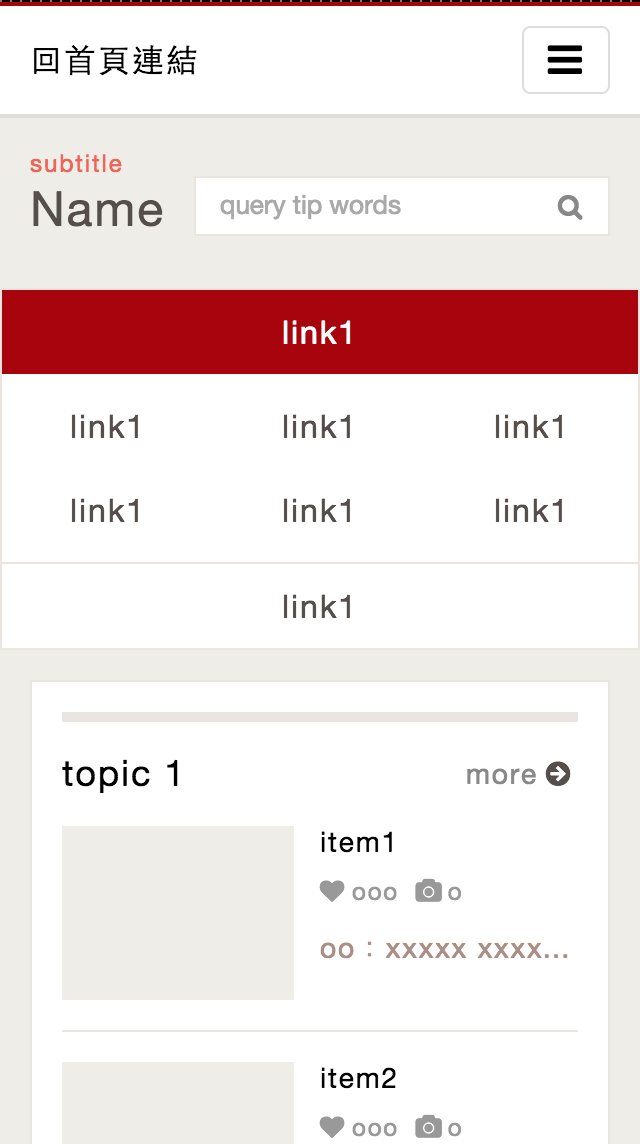 回首頁連結
subtitle
Name
query tip words
link1
link1 link1 link1
link1 link1 link1
link1
topic 1
more
item1
ooo o
oo：xxxxx xxxx...
item2
ooo o